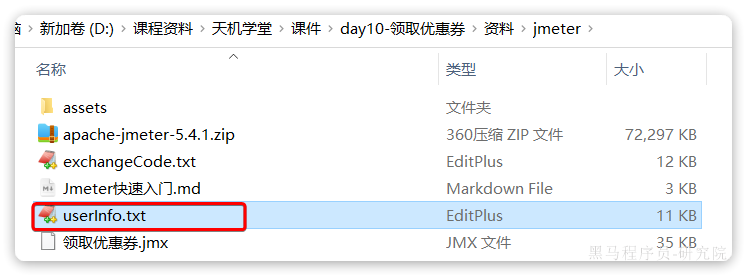 脑 > 新加卷 (D:) > 课程资料 > 天机学堂 > 课件 > day10-领取优惠券 > 资料 > jmeter >
名称 类型 大小
assets 文件夹
apache-jmeter-5.4.1.zip 360压缩 ZIP 文件 72,297 KB
exchangeCode.txt EditPlus 12 KB
Jmeter快速入门.md Markdown File 3 KB
userInfo.txt EditPlus 11 KB
领取优惠券.jmx JMX 文件 35 KB
黑马程序员-研究院